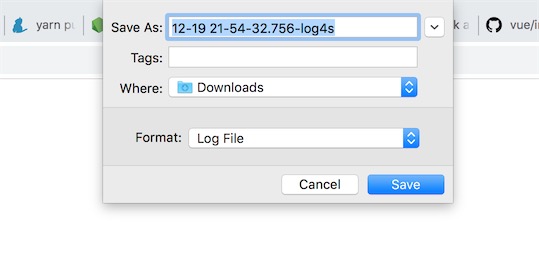 yarn
Save As: 12-19 21-54-32.756-log4s
vue/in
Tags:
Where: Downloads
Format: Log File
Cancel Save